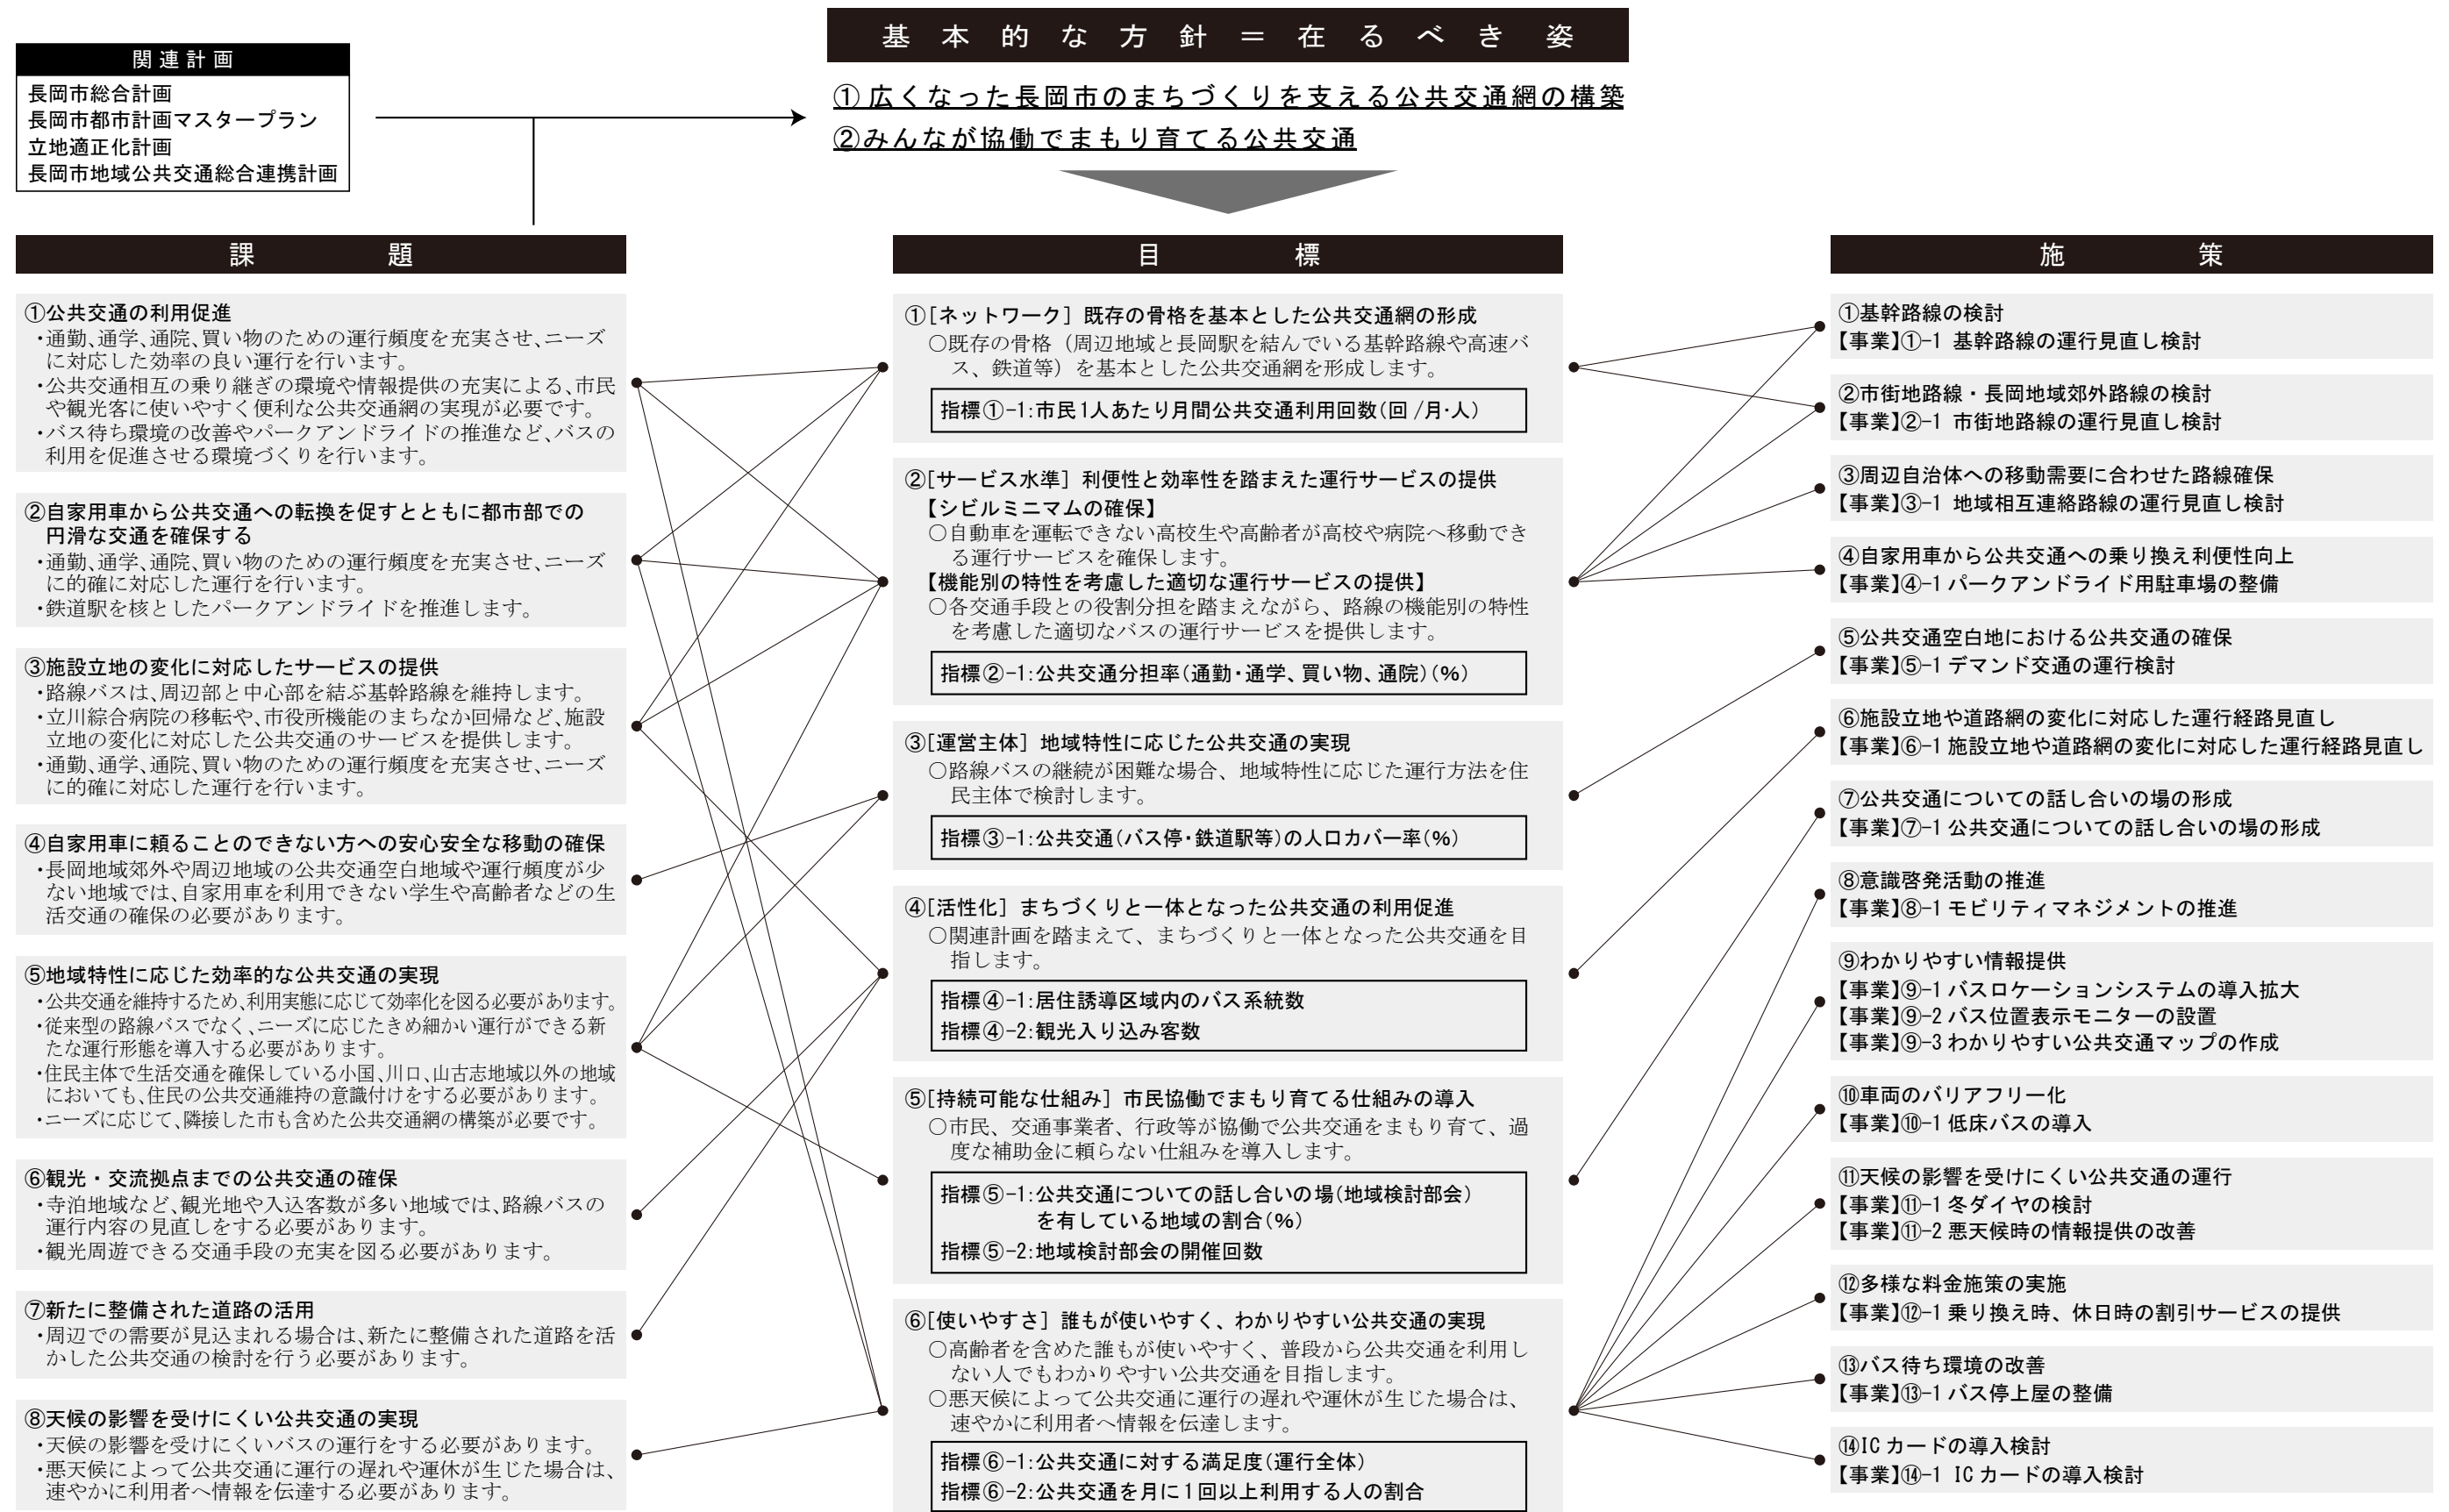 基本的な方針＝在るべき姿
関連計画
長岡市総合計画
長岡市都市計画マスタープラン
立地適正化計画
長岡市地域公共交通総合連携計画
①広くなった長岡市のまちづくりを支える公共交通網の構築
②みんなが協働でまもり育てる公共交通
課題
①公共交通の利用促進
・通勤、通学、通院、買い物のための運行頻度を充実させ、ニーズ
に対応した効率の良い運行を行います。
・公共交通相互の乗り継ぎの環境や情報提供の充実による、市民
や観光客に使いやすく便利な公共交通網の実現が必要です。
・バス待ち環境の改善やパークアンドライドの推進など、バスの
利用を促進させる環境づくりを行います。
②自家用車から公共交通への転換を促すとともに都市部での
円滑な交通を確保する
・通勤、通学、通院、買い物のための運行頻度を充実させ、ニーズ
に的確に対応した運行を行います。
・鉄道駅を核としたパークアンドライドを推進します。
③施設立地の変化に対応したサービスの提供
・路線バスは、周辺部と中心部を結ぶ基幹路線を維持します。
・立川綜合病院の移転や、市役所機能のまちなか回帰など、施設
立地の変化に対応した公共交通のサービスを提供します。
・通勤、通学、通院、買い物のための運行頻度を充実させ、ニーズ
に的確に対応した運行を行います。
④自家用車に頼ることのできない方への安心安全な移動の確保
・長岡地域郊外や周辺地域の公共交通空白地域や運行頻度が少
ない地域では、自家用車を利用できない学生や高齢者などの生
活交通の確保の必要があります。
⑤地域特性に応じた効率的な公共交通の実現
・公共交通を維持するため、利用実態に応じて効率化を図る必要があります。
・従来型の路線バスでなく、ニーズに応じたきめ細かい運行ができる新
たな運行形態を導入する必要があります。
・住民主体で生活交通を確保している小国、川口、山古志地域以外の地域
においても、住民の公共交通維持の意識付けをする必要があります。
・ニーズに応じて、隣接した市も含めた公共交通網の構築が必要です。
⑥観光・交流拠点までの公共交通の確保
・寺泊地域など、観光地や入込客数が多い地域では、路線バスの
運行内容の見直しをする必要があります。
・観光周遊できる交通手段の充実を図る必要があります。
⑦新たに整備された道路の活用
・周辺での需要が見込まれる場合は、新たに整備された道路を活
かした公共交通の検討を行う必要があります。
⑧天候の影響を受けにくい公共交通の実現
・天候の影響を受けにくいバスの運行をする必要があります。
・悪天候によって公共交通に運行の遅れや運休が生じた場合は、
速やかに利用者へ情報を伝達する必要があります。
目標
①[ネットワーク] 既存の骨格を基本とした公共交通網の形成
○既存の骨格（周辺地域と長岡駅を結んでいる基幹路線や高速バ
ス、鉄道等）を基本とした公共交通網を形成します。
指標①-1:市民1人あたり月間公共交通利用回数(回/月・人)
②[サービス水準] 利便性と効率性を踏まえた運行サービスの提供
【シビルミニマムの確保】
○自動車を運転できない高校生や高齢者が高校や病院へ移動でき
る運行サービスを確保します。
【機能別の特性を考慮した適切な運行サービスの提供】
○各交通手段との役割分担を踏まえながら、路線の機能別の特性
を考慮した適切なバスの運行サービスを提供します。
指標②-1:公共交通分担率(通勤・通学、買い物、通院)(%)
③[運営主体] 地域特性に応じた公共交通の実現
○路線バスの継続が困難な場合、地域特性に応じた運行方法を住
民主体で検討します。
指標③-1:公共交通(バス停・鉄道駅等)の人口カバー率(%)
④[活性化] まちづくりと一体となった公共交通の利用促進
○関連計画を踏まえて、まちづくりと一体となった公共交通を目
指します。
指標④-1:居住誘導区域内のバス系統数
指標④-2:観光入り込み客数
⑤[持続可能な仕組み] 市民協働でまもり育てる仕組みの導入
○市民、交通事業者、行政等が協働で公共交通をまもり育て、過
度な補助金に頼らない仕組みを導入します。
指標⑤-1:公共交通についての話し合いの場(地域検討部会)
を有している地域の割合(%)
指標⑤-2:地域検討部会の開催回数
⑥[使いやすさ] 誰もが使いやすく、わかりやすい公共交通の実現
○高齢者を含めた誰もが使いやすく、普段から公共交通を利用し
ない人でもわかりやすい公共交通を目指します。
○悪天候によって公共交通に運行の遅れや運休が生じた場合は、
速やかに利用者へ情報を伝達します。
指標⑥-1:公共交通に対する満足度(運行全体)
指標⑥-2:公共交通を月に1回以上利用する人の割合
施策
①基幹路線の検討
【事業】①-1 基幹路線の運行見直し検討
②市街地路線・長岡地域郊外路線の検討
【事業】②-1 市街地路線の運行見直し検討
③周辺自治体への移動需要に合わせた路線確保
【事業】③-1 地域相互連絡路線の運行見直し検討
④自家用車から公共交通への乗り換え利便性向上
【事業】④-1 パークアンドライド用駐車場の整備
⑤公共交通空白地における公共交通の確保
【事業】⑤-1 デマンド交通の運行検討
⑥施設立地や道路網の変化に対応した運行経路見直し
【事業】⑥-1 施設立地や道路網の変化に対応した運行経路見直し
⑦公共交通についての話し合いの場の形成
【事業】⑦-1 公共交通についての話し合いの場の形成
⑧意識啓発活動の推進
【事業】⑧-1 モビリティマネジメントの推進
⑨わかりやすい情報提供
【事業】⑨-1 バスロケーションシステムの導入拡大
【事業】⑨-2 バス位置表示モニターの設置
【事業】⑨-3 わかりやすい公共交通マップの作成
⑩車両のバリアフリー化
【事業】⑩-1 低床バスの導入
⑪天候の影響を受けにくい公共交通の運行
【事業】⑪-1 冬ダイヤの検討
【事業】⑪-2 悪天候時の情報提供の改善
⑫多様な料金施策の実施
【事業】⑫-1 乗り換え時、休日時の割引サービスの提供
⑬バス待ち環境の改善
【事業】⑬-1 バス停上屋の整備
⑭ICカードの導入検討
【事業】⑭-1 ICカードの導入検討